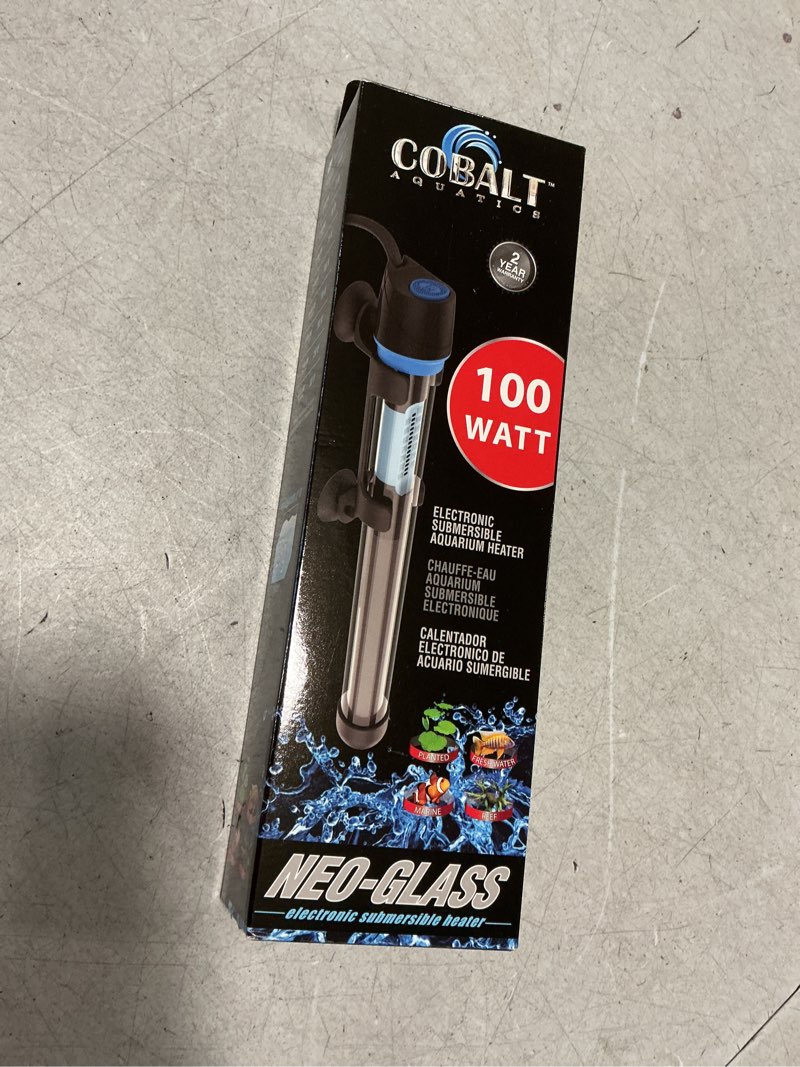 COBALT™
AQUATICS
2
YEAR
WARRANTY
100
WATT
ELECTRONIC
SUBMERSIBLE
AQUARIUM HEATER
CHAUFFE-EAU
AQUARIUM
SUBMERSIBLE
ELECTRONIQUE
CALENTADOR
ELECTRONICO DE
ACUARIO SUMERGIBLE
PLANTED
FRESHWATER
MARINE
REEF
NEO-GLASS
electronic submersible heater